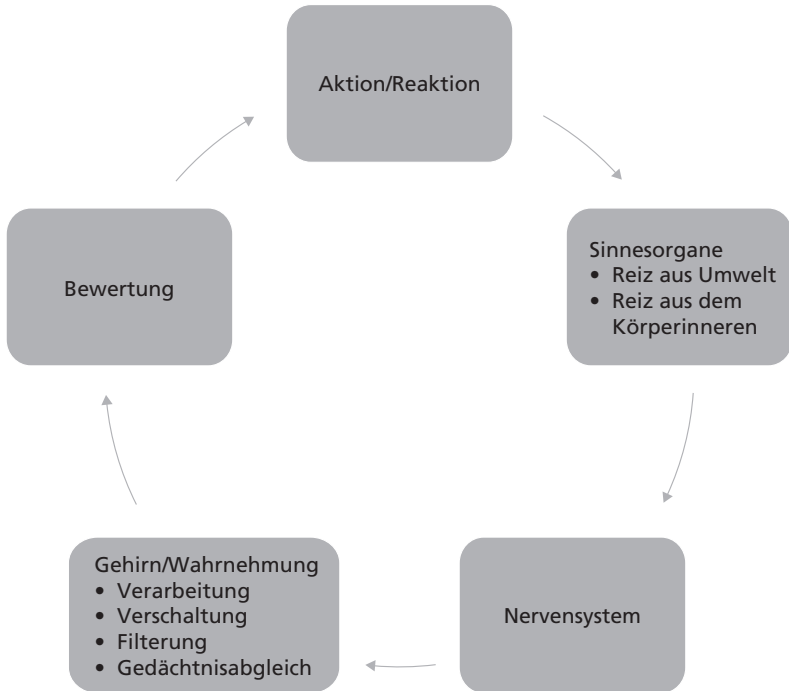 Aktion/Reaktion
Sinnesorgane
• Reiz aus Umwelt
• Reiz aus dem
Körperinneren
Nervensystem
Gehirn/Wahrnehmung
• Verarbeitung
• Verschaltung
• Filterung
• Gedächtnisabgleich
Bewertung